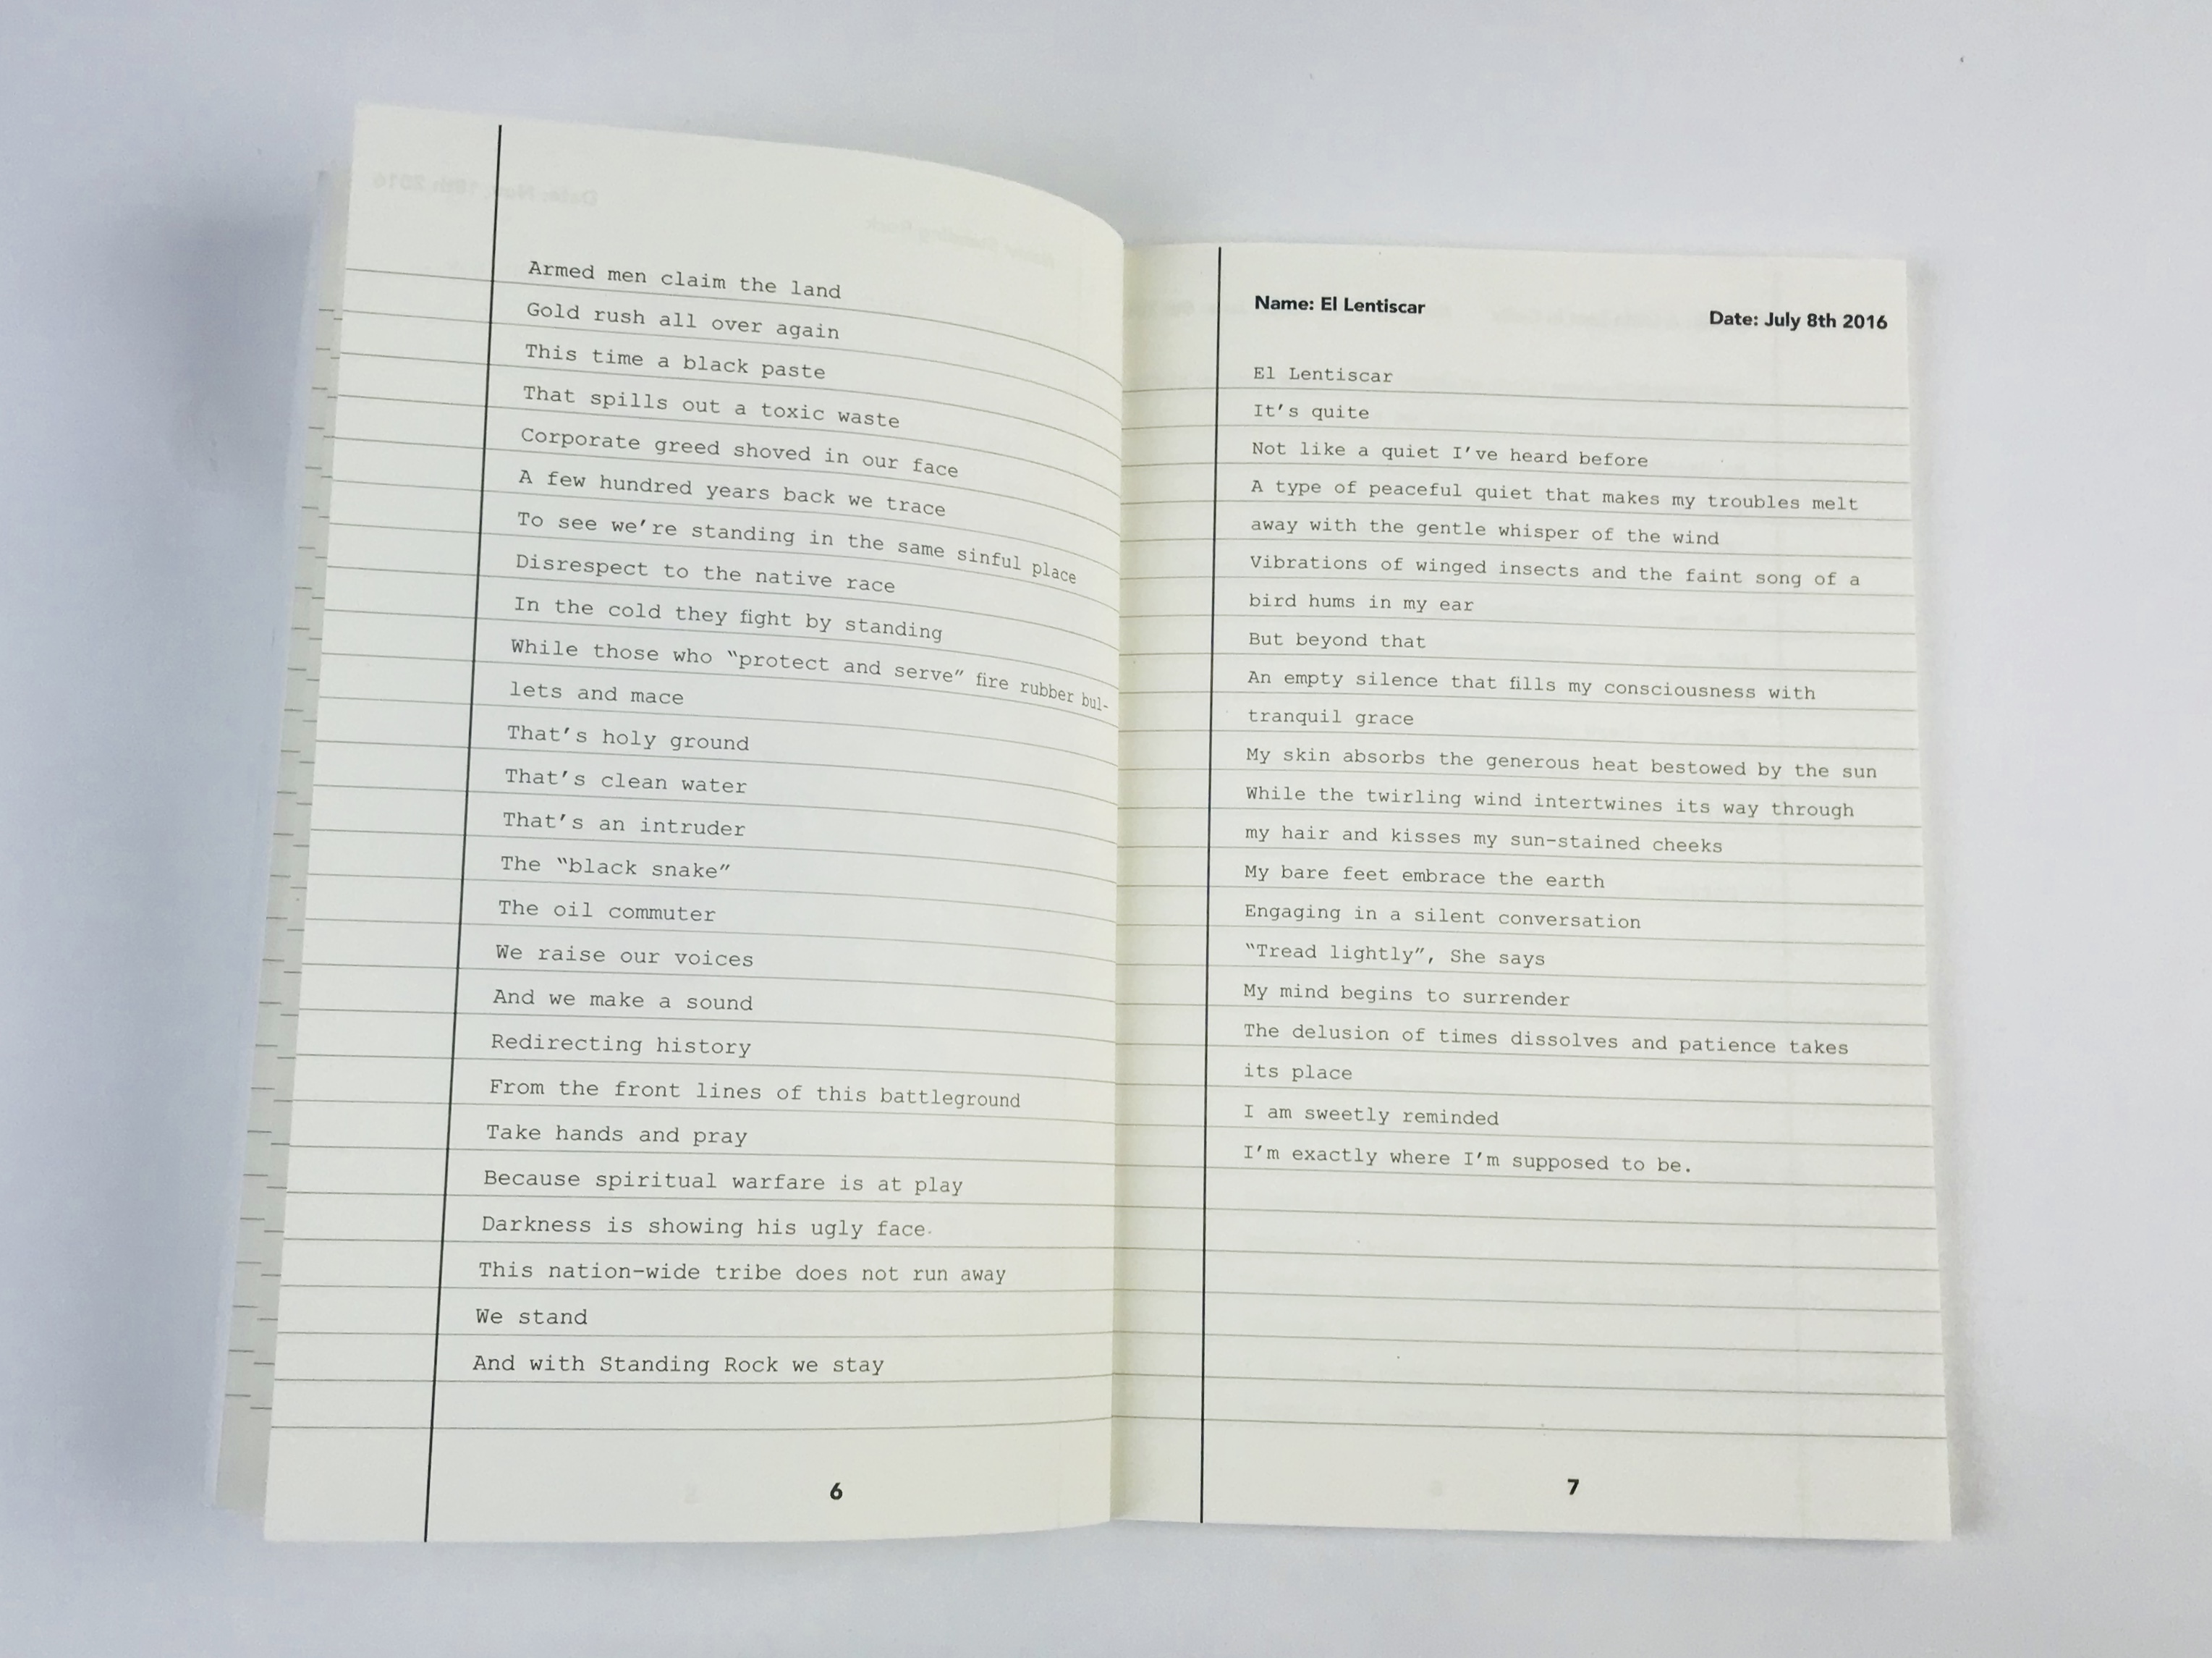 Armed men claim the land
Gold rush all over again
This time a black paste
That spills out a toxic waste
Corporate greed shoved in our face
A few hundred years back we trace
To see we’re standing in the same sinful place
Disrespect to the native race
In the cold they fight by standing
While those who “protect and serve” fire rubber bul-
lets and mace
That’s holy ground
That’s clean water
That’s an intruder
The “black snake”
The oil commuter
We raise our voices
And we make a sound
Redirecting history
From the front lines of this battleground
Take hands and pray
Because spiritual warfare is at play
Darkness is showing his ugly face.
This nation-wide tribe does not run away
We stand
And with Standing Rock we stay
6
Name: El Lentiscar
Date: July 8th 2016
El Lentiscar
It’s quite
Not like a quiet I’ve heard before
A type of peaceful quiet that makes my troubles melt
away with the gentle whisper of the wind
Vibrations of winged insects and the faint song of a
bird hums in my ear
But beyond that
An empty silence that fills my consciousness with
tranquil grace
My skin absorbs the generous heat bestowed by the sun
While the twirling wind intertwines its way through
my hair and kisses my sun-stained cheeks
My bare feet embrace the earth
Engaging in a silent conversation
“Tread lightly”, She says
My mind begins to surrender
The delusion of times dissolves and patience takes
its place
I am sweetly reminded
I’m exactly where I’m supposed to be.
7